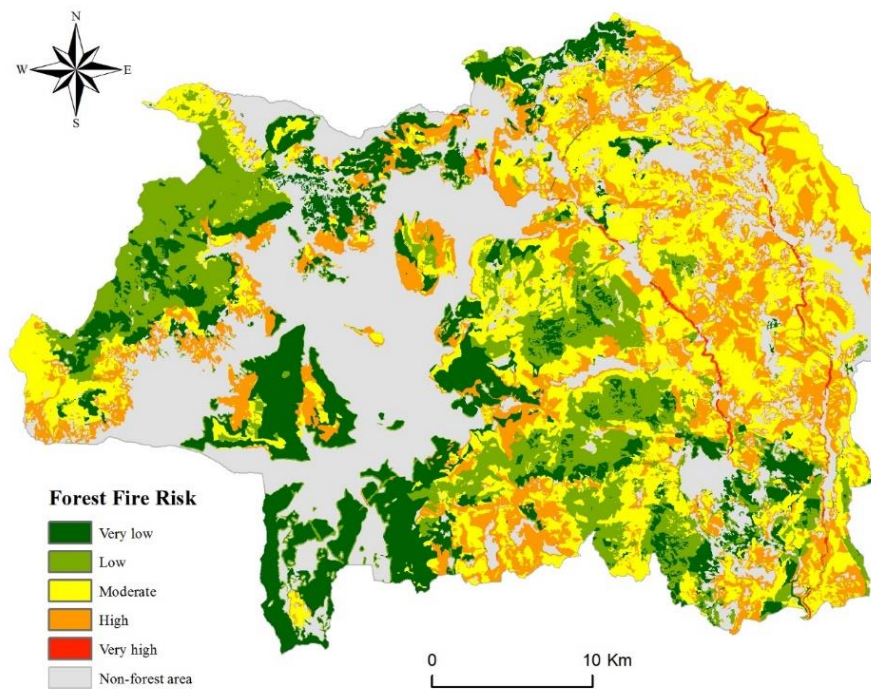 N
W E
S
Forest Fire Risk
Very low
Low
Moderate
High
Very high
Non-forest area
0 10 Km